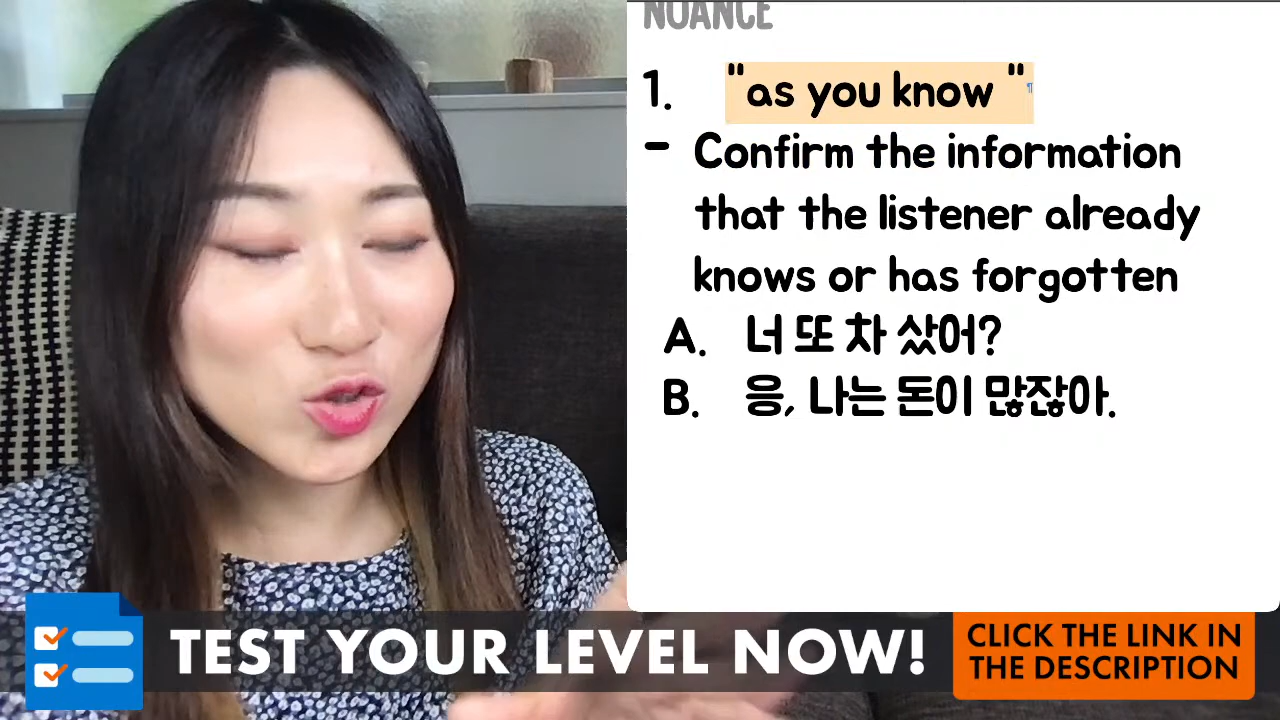 NUANCE
1. "as you know"
- Confirm the information
that the listener already
knows or has forgotten
A. 너 또 차 샀어?
B. 응, 나는 돈이 많잖아.
TEST YOUR LEVEL NOW!
CLICK THE LINK IN
THE DESCRIPTION